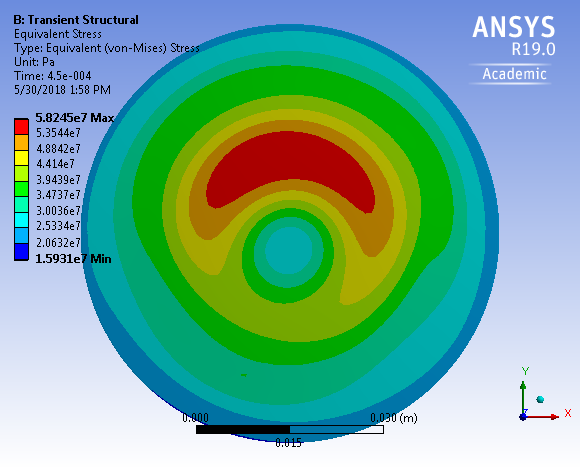 B: Transient Structural
Equivalent Stress
Type: Equivalent (von-Mises) Stress
Unit: Pa
Time: 4.5e-004
5/30/2018 1:58 PM
ANSYS
R19.0
Academic
5.8245e7 Max
5.3544e7
4.8842e7
4.414e7
3.9439e7
3.4737e7
3.0036e7
2.5334e7
2.0632e7
1.5931e7 Min
0.000
0.030 (m)
0.015
Y
Z
X